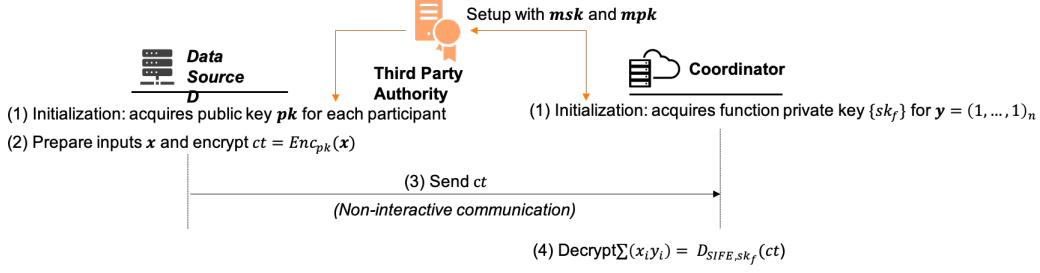 Setup with msk and mpk
Data
Source
D
Third Party
Authority
Coordinator
(1) Initialization: acquires public key pk for each participant
(1) Initialization: acquires function private key {sk_f} for y = (1, ..., 1)_n
(2) Prepare inputs x and encrypt ct = Enc_pk(x)
(3) Send ct
(Non-interactive communication)
(4) Decrypt∑(x_i y_i) = D_SIFE,sk_f(ct)